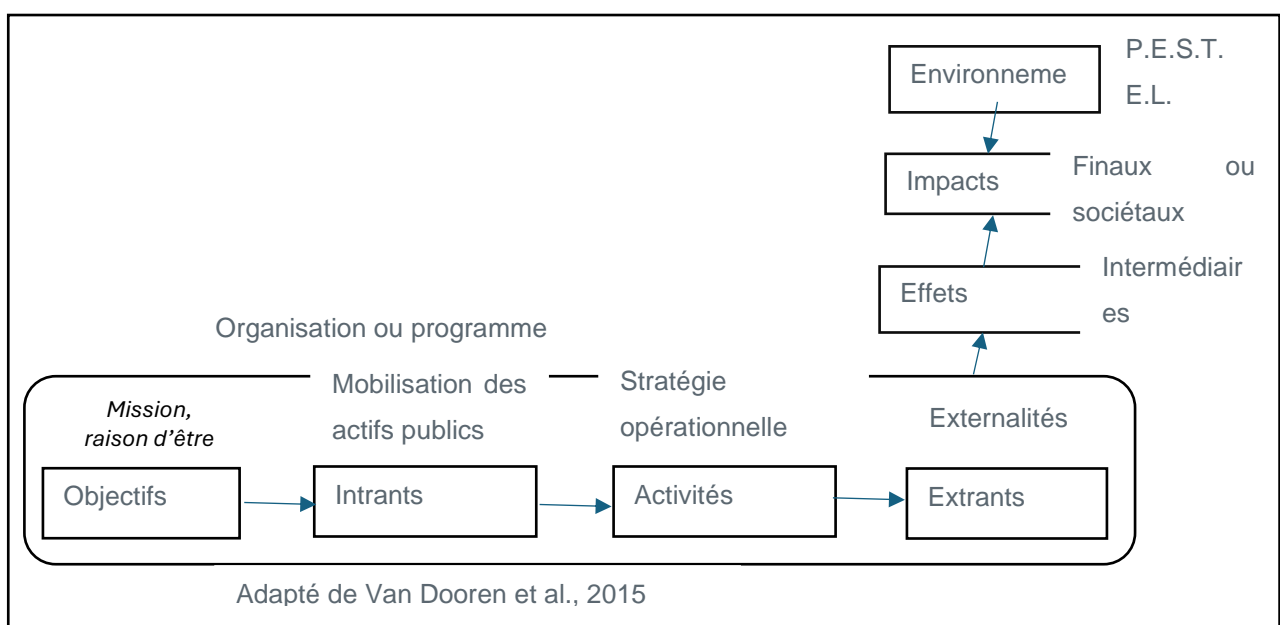 Environneme
P.E.S.T.
E.L.
Impacts
Finaux ou
sociétaux
Effets
Intermédiair
es
Organisation ou programme
Mission,
raison d'être
Mobilisation des
actifs publics
Stratégie
opérationnelle
Externalités
Objectifs
Intrants
Activités
Extrants
Adapté de Van Dooren et al., 2015